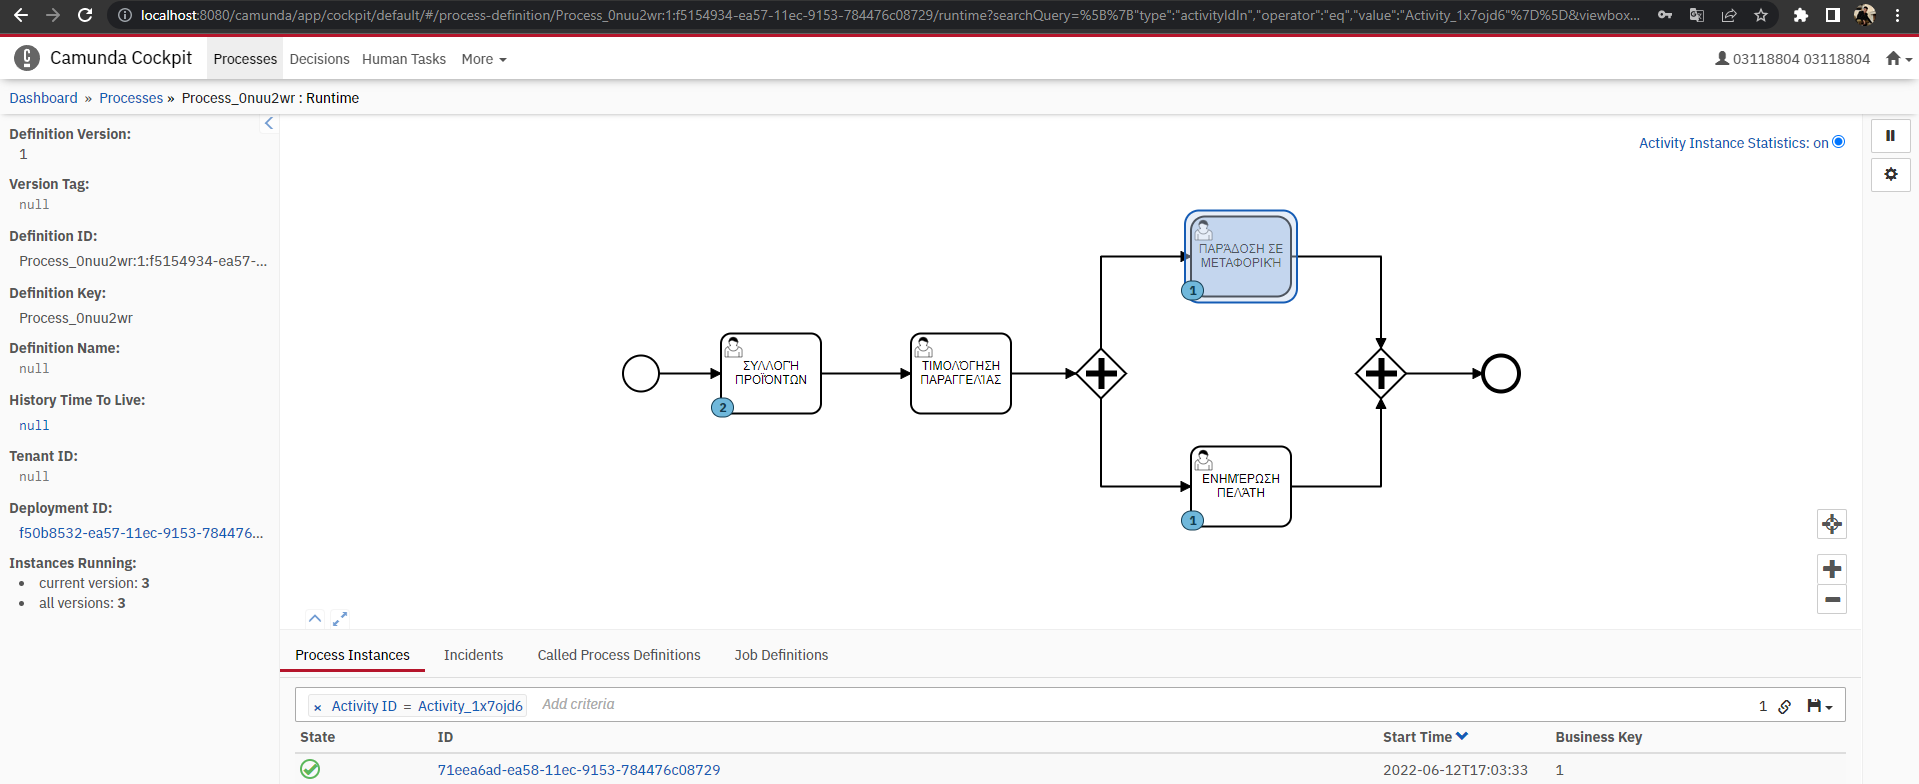 localhost:8080/camunda/app/cockpit/default/#/process-definition/Process_0nuu2wr:1:f5154934-ea57-11ec-9153-784476c08729/runtime?searchQuery=%5B%7B"type":"activityIdIn","operator":"eq","value":"Activity_1x7ojd6"%7D%5D&viewbox...
Camunda Cockpit
Processes
Decisions
Human Tasks
More
03118804 03118804
Dashboard » Processes » Process_0nuu2wr : Runtime
Definition Version:
1
Version Tag:
null
Definition ID:
Process_0nuu2wr:1:f5154934-ea57-...
Definition Key:
Process_0nuu2wr
Definition Name:
null
History Time To Live:
null
Tenant ID:
null
Deployment ID:
f50b8532-ea57-11ec-9153-784476...
Instances Running:
current version: 3
all versions: 3
Activity Instance Statistics: on
ΣΥΛΛΟΓΉ
ΠΡΟΪΌΝΤΩΝ
2
ΤΙΜΟΛΌΓΗΣΗ
ΠΑΡΑΓΓΕΛΊΑΣ
ΠΑΡΆΔΟΣΗ ΣΕ
ΜΕΤΑΦΟΡΙΚΉ
1
ΕΝΗΜΈΡΩΣΗ
ΠΕΛΆΤΗ
1
Process Instances
Incidents
Called Process Definitions
Job Definitions
× Activity ID = Activity_1x7ojd6
Add criteria
1
State
ID
Start Time
Business Key
71eea6ad-ea58-11ec-9153-784476c08729
2022-06-12T17:03:33
1